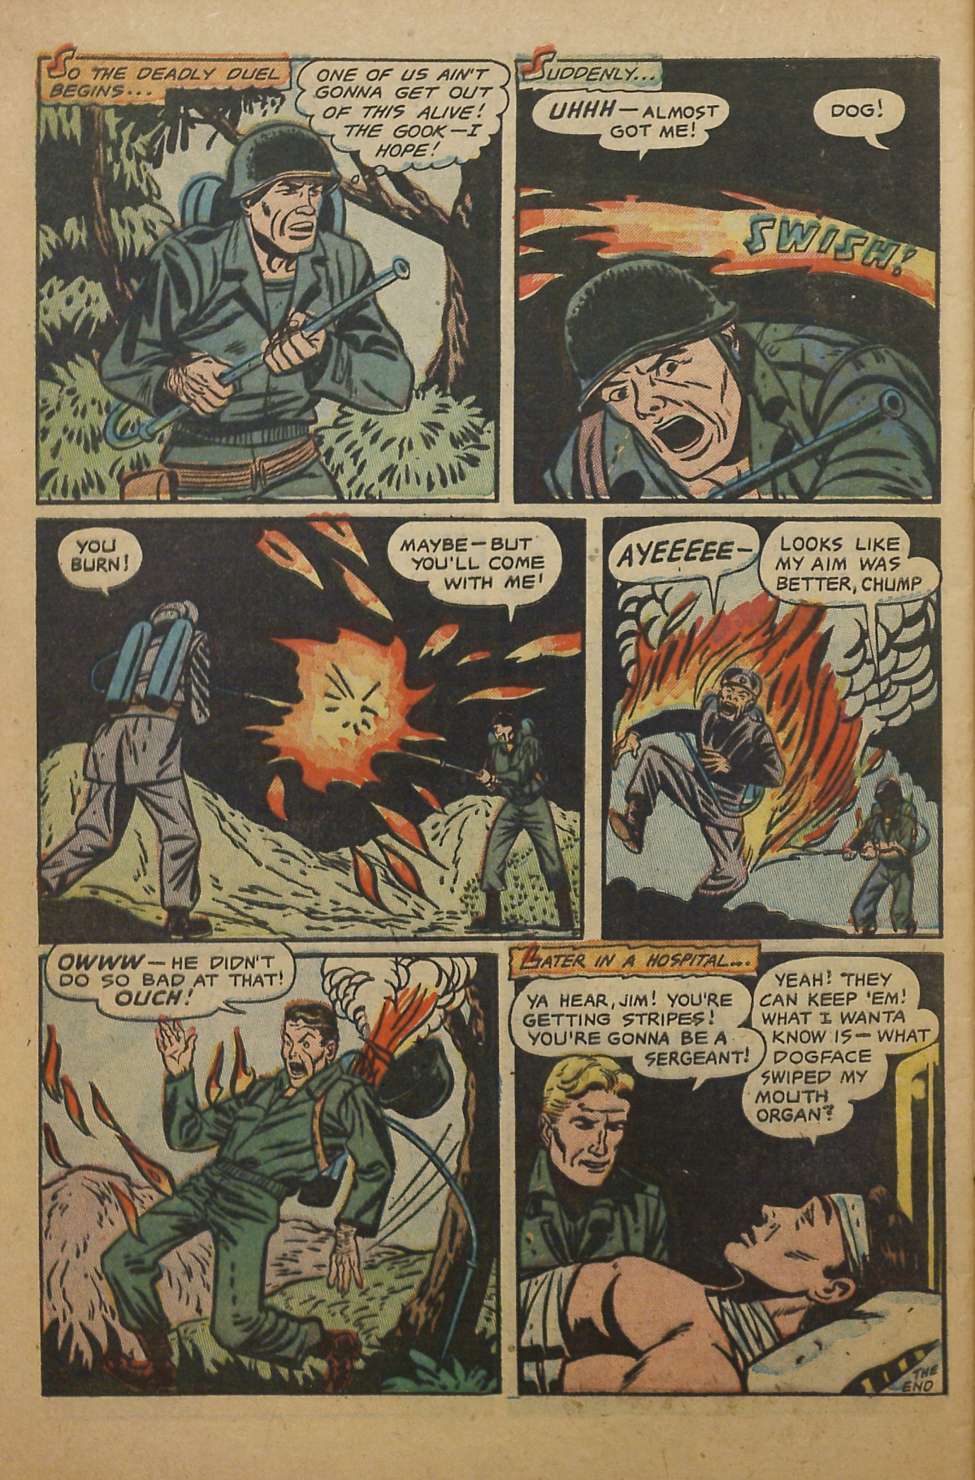 SO THE DEADLY DUEL
BEGINS...
ONE OF US AIN'T
GONNA GET OUT
OF THIS ALIVE!
THE GOOK—I
HOPE!
SUDDENLY...
UHHH—ALMOST
GOT ME!
DOG!
SWISH!
YOU
BURN!
MAYBE—BUT
YOU'LL COME
WITH ME!
AYEEEEE—
LOOKS LIKE
MY AIM WAS
BETTER, CHUMP
OWWW—HE DIDN'T
DO SO BAD AT THAT!
OUCH!
LATER IN A HOSPITAL...
YA HEAR, JIM! YOU'RE
GETTING STRIPES!
YOU'RE GONNA BE A
SERGEANT!
YEAH! THEY
CAN KEEP 'EM!
WHAT I WANTA
KNOW IS—WHAT
DOGFACE
SWIPED MY
MOUTH
ORGAN?
THE
END